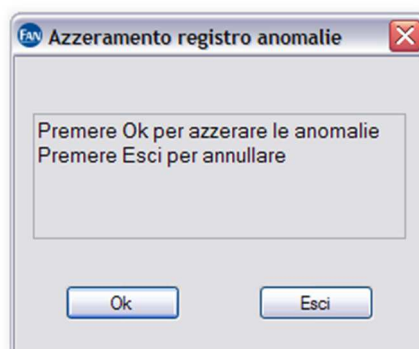 FAN Azzeramento registro anomalie
Premere Ok per azzerare le anomalie
Premere Esci per annullare
Ok Esci